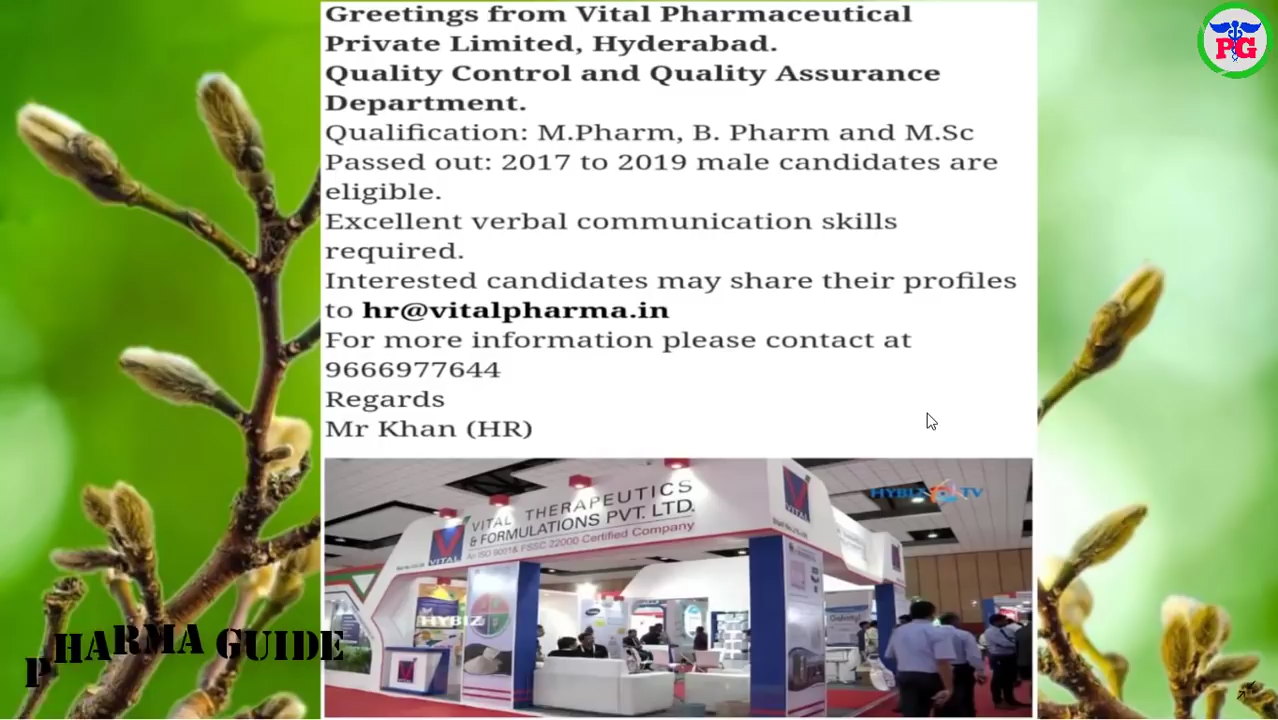 Greetings from Vital Pharmaceutical
Private Limited, Hyderabad.
Quality Control and Quality Assurance
Department.
Qualification: M.Pharm, B. Pharm and M.Sc
Passed out: 2017 to 2019 male candidates are
eligible.
Excellent verbal communication skills
required.
Interested candidates may share their profiles
to hr@vitalpharma.in
For more information please contact at
9666977644
Regards
Mr Khan (HR)
PG
VITAL THERAPEUTICS
& FORMULATIONS PVT. LTD.
An ISO 9001& FSSC 22000 Certified Company
VITAL
VITAL
HYBIZ TV
HYBIZ
PHARMA GUIDE